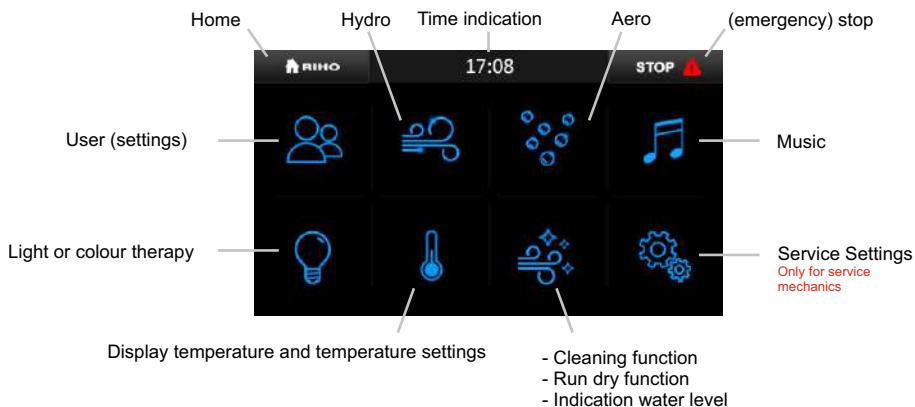 Home
Hydro
Time indication
Aero
(emergency) stop
RIHO
17:08
STOP
User (settings)
Music
Light or colour therapy
Service Settings
Only for service
mechanics
Display temperature and temperature settings
- Cleaning function
- Run dry function
- Indication water level